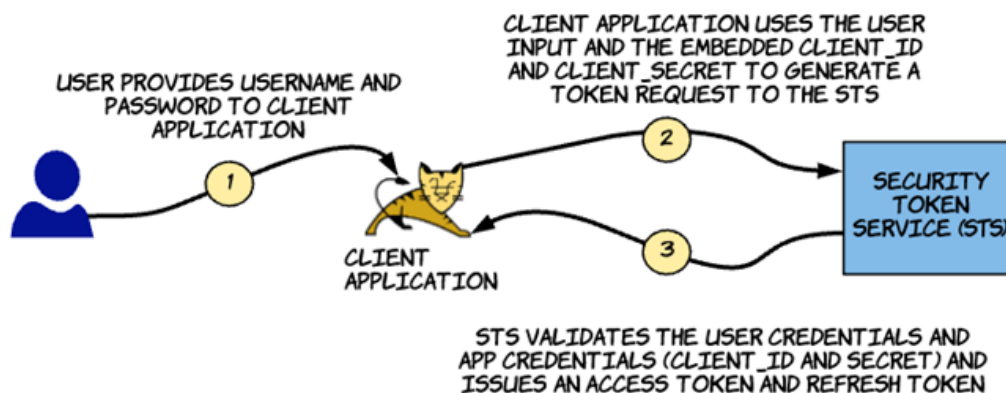 CLIENT APPLICATION USES THE USER
INPUT AND THE EMBEDDED CLIENT_ID
AND CLIENT_SECRET TO GENERATE A
TOKEN REQUEST TO THE STS
USER PROVIDES USERNAME AND
PASSWORD TO CLIENT
APPLICATION
1
2
SECURITY
TOKEN
SERVICE (STS)
3
CLIENT
APPLICATION
STS VALIDATES THE USER CREDENTIALS AND
APP CREDENTIALS (CLIENT_ID AND SECRET) AND
ISSUES AN ACCESS TOKEN AND REFRESH TOKEN